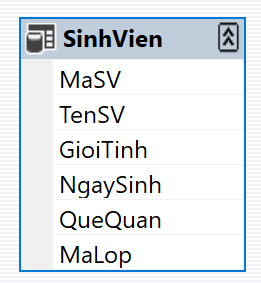 SinhVien
MaSV
TenSV
GioiTinh
NgaySinh
QueQuan
MaLop